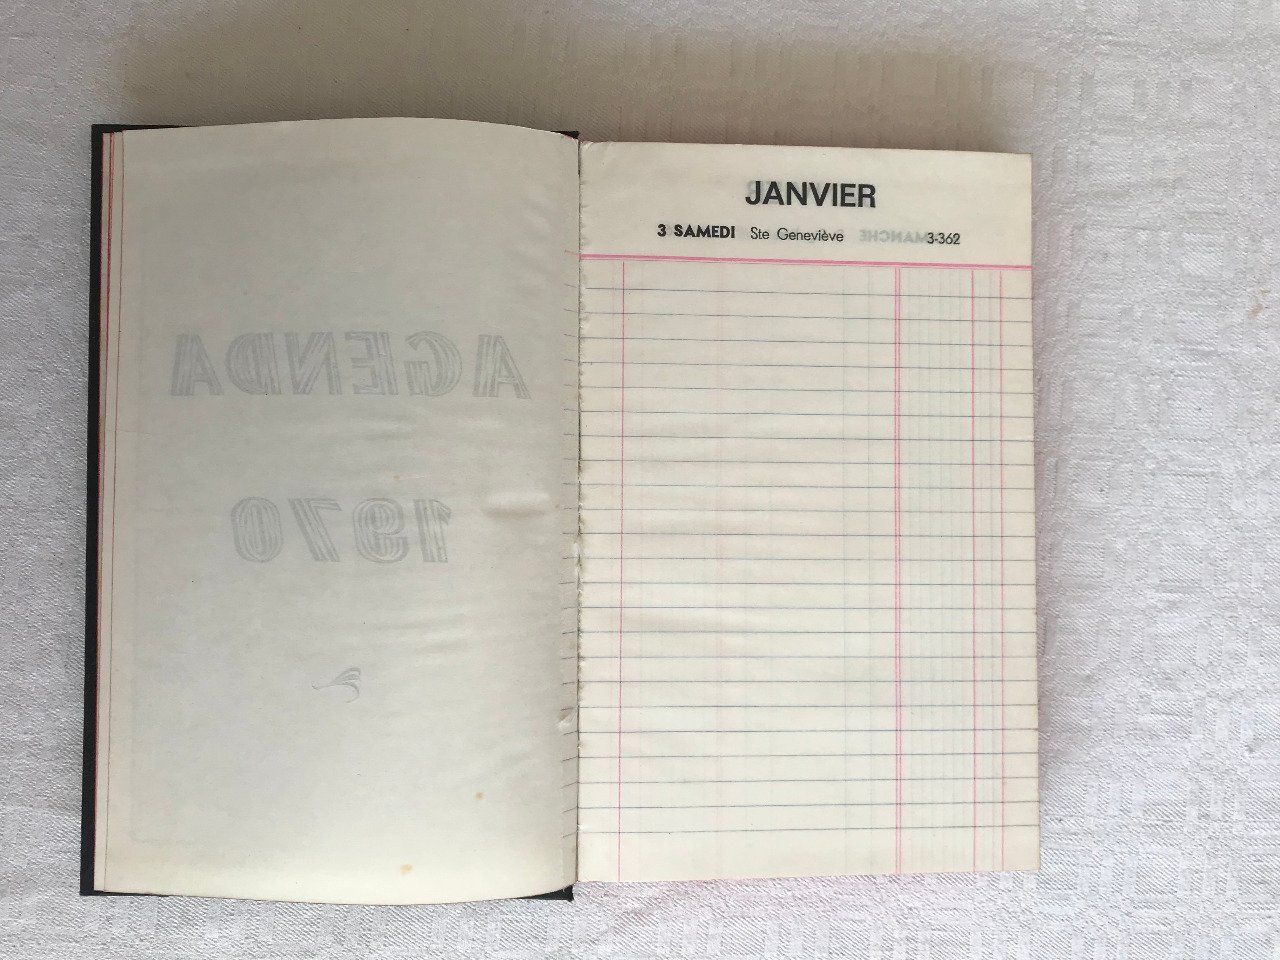 AGENDA
1970
JANVIER
3 SAMEDI Ste Geneviève 3-362